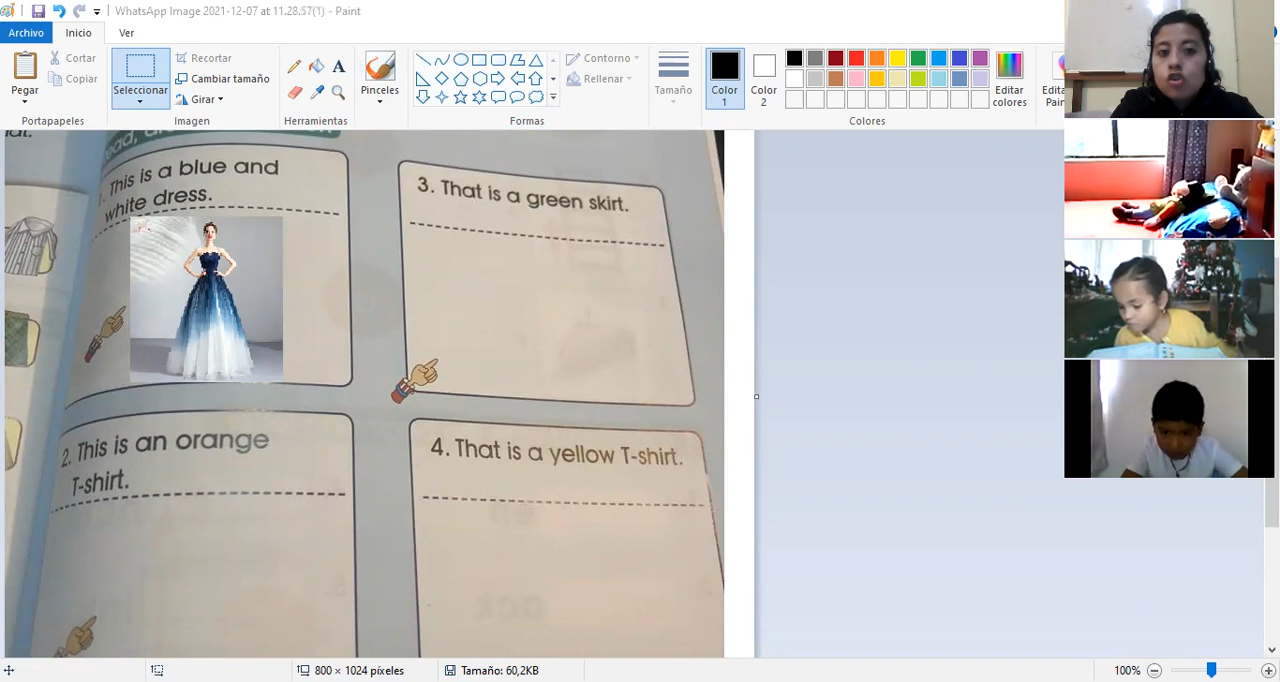 WhatsApp Image 2021-12-07 at 11.28.57(1) - Paint
Archivo
Inicio
Ver
Pegar
Cortar
Copiar
Portapapeles
Seleccionar
Recortar
Cambiar tamaño
Girar
Imagen
Herramientas
Pinceles
Contorno
Rellenar
Formas
Tamaño
Color 1
Color 2
Editar colores
Colores
1. This is a blue and
white dress.
3. That is a green skirt.
2. This is an orange
T-shirt.
4. That is a yellow T-shirt.
800 × 1024 píxeles
Tamaño: 60,2KB
100%